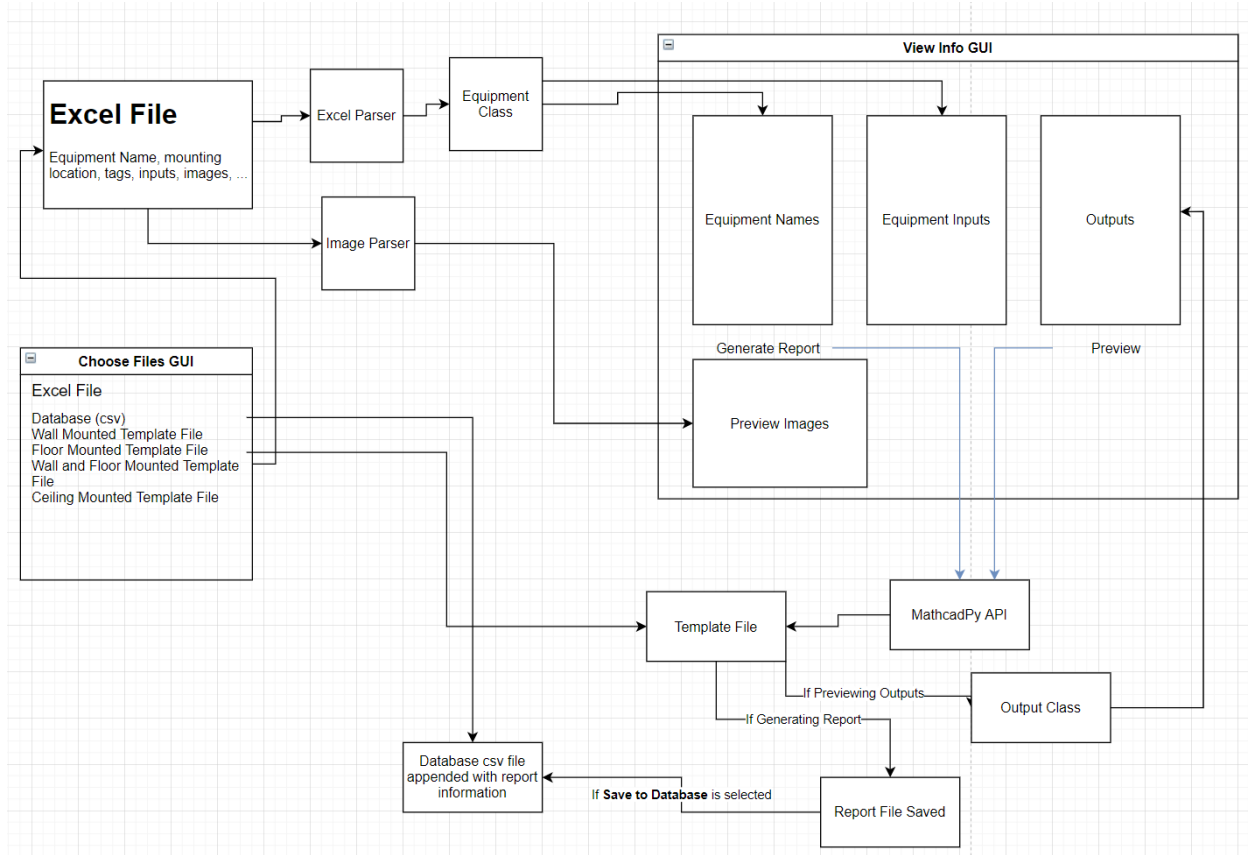 View Info GUI
Excel File
Equipment Name, mounting
location, tags, inputs, images, ...
Excel Parser
Equipment
Class
Image Parser
Equipment Names
Equipment Inputs
Outputs
Generate Report
Preview
Preview Images
Choose Files GUI
Excel File
Database (csv)
Wall Mounted Template File
Floor Mounted Template File
Wall and Floor Mounted Template
File
Ceiling Mounted Template File
MathcadPy API
Template File
If Previewing Outputs
Output Class
If Generating Report
Database csv file
appended with report
information
If Save to Database is selected
Report File Saved